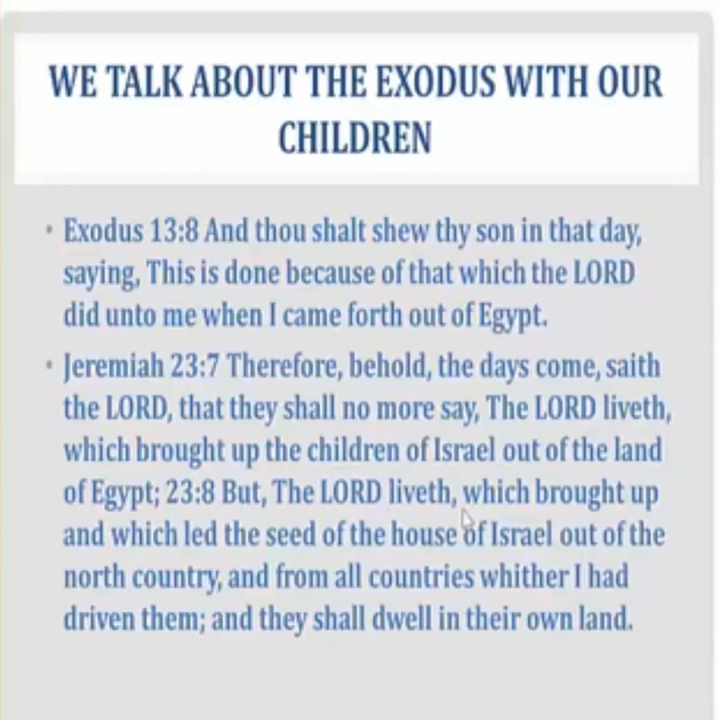 WE TALK ABOUT THE EXODUS WITH OUR
CHILDREN
• Exodus 13:8 And thou shalt shew thy son in that day,
saying, This is done because of that which the LORD
did unto me when I came forth out of Egypt.
• Jeremiah 23:7 Therefore, behold, the days come, saith
the LORD, that they shall no more say, The LORD liveth,
which brought up the children of Israel out of the land
of Egypt; 23:8 But, The LORD liveth, which brought up
and which led the seed of the house of Israel out of the
north country, and from all countries whither I had
driven them; and they shall dwell in their own land.